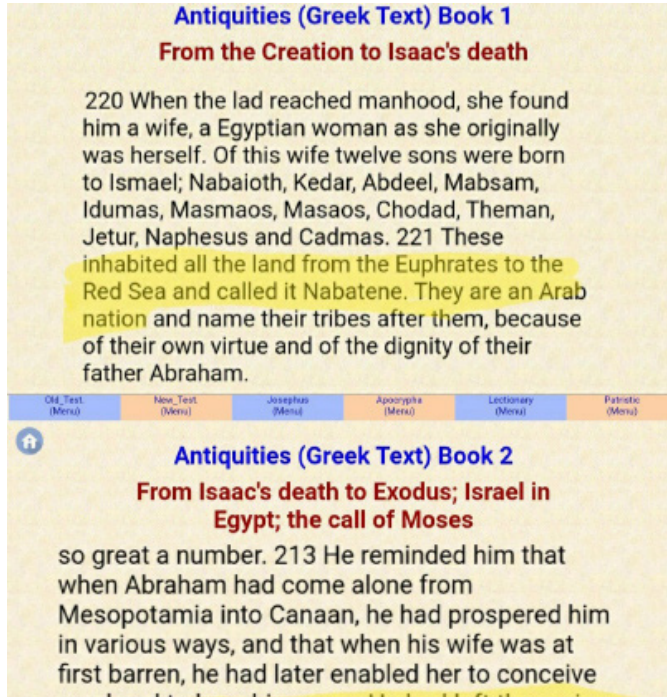 Antiquities (Greek Text) Book 1
From the Creation to Isaac's death
220 When the lad reached manhood, she found
him a wife, a Egyptian woman as she originally
was herself. Of this wife twelve sons were born
to Ismael; Nabaioth, Kedar, Abdeel, Mabsam,
Idumas, Masmaos, Masaos, Chodad, Theman,
Jetur, Naphesus and Cadmas. 221 These
inhabited all the land from the Euphrates to the
Red Sea and called it Nabatene. They are an Arab
nation and name their tribes after them, because
of their own virtue and of the dignity of their
father Abraham.
Old_Test. New_Test. Josephus Apocrypha Lectionary Patristic
(Menu) (Menu) (Menu) (Menu) (Menu) (Menu)
Antiquities (Greek Text) Book 2
From Isaac's death to Exodus; Israel in
Egypt; the call of Moses
so great a number. 213 He reminded him that
when Abraham had come alone from
Mesopotamia into Canaan, he had prospered him
in various ways, and that when his wife was at
first barren, he had later enabled her to conceive